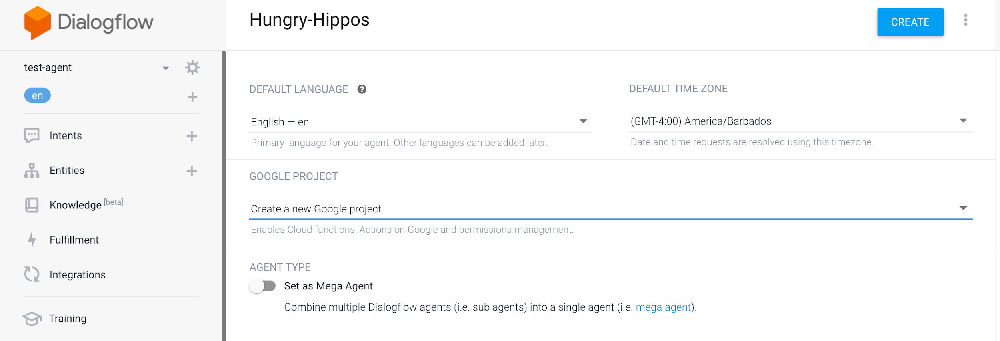 Dialogflow
test-agent
en
Intents
Entities
Knowledge [beta]
Fulfillment
Integrations
Training
Hungry-Hippos
CREATE
DEFAULT LANGUAGE ?
English — en
Primary language for your agent. Other languages can be added later.
DEFAULT TIME ZONE
(GMT-4:00) America/Barbados
Date and time requests are resolved using this timezone.
GOOGLE PROJECT
Create a new Google project
Enables Cloud functions, Actions on Google and permissions management.
AGENT TYPE
Set as Mega Agent
Combine multiple Dialogflow agents (i.e. sub agents) into a single agent (i.e. mega agent).